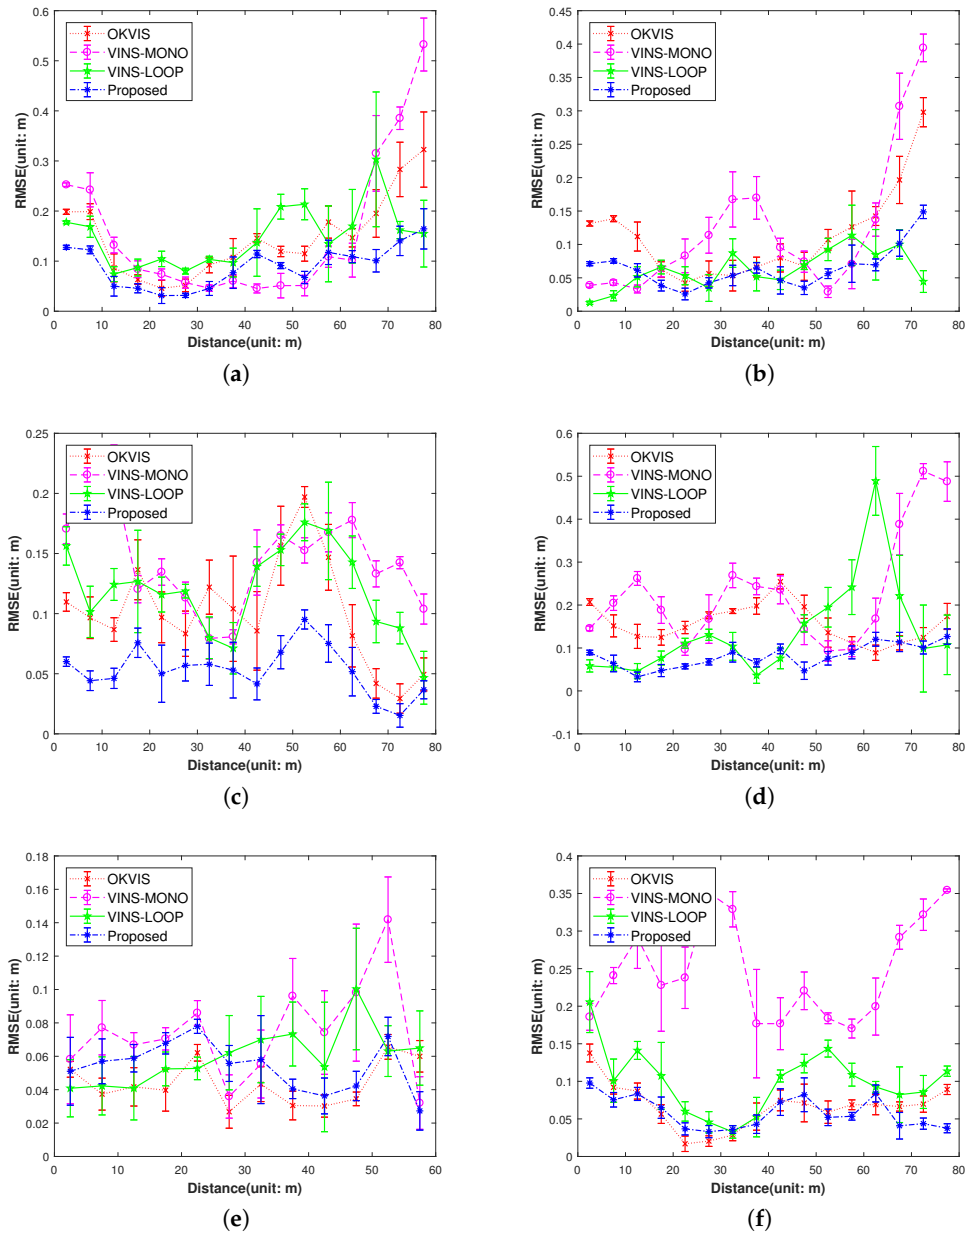 0.6
0.5
0.4
0.3
0.2
0.1
0
RMSE(unit: m)
OKVIS
VINS-MONO
VINS-LOOP
Proposed
0 10 20 30 40 50 60 70 80
Distance(unit: m)
(a)
0.45
0.4
0.35
0.3
0.25
0.2
0.15
0.1
0.05
0
RMSE(unit: m)
OKVIS
VINS-MONO
VINS-LOOP
Proposed
0 10 20 30 40 50 60 70 80
Distance(unit: m)
(b)
0.25
0.2
0.15
0.1
0.05
0
RMSE(unit: m)
OKVIS
VINS-MONO
VINS-LOOP
Proposed
0 10 20 30 40 50 60 70 80
Distance(unit: m)
(c)
0.6
0.5
0.4
0.3
0.2
0.1
0
-0.1
RMSE(unit: m)
OKVIS
VINS-MONO
VINS-LOOP
Proposed
0 10 20 30 40 50 60 70 80
Distance(unit: m)
(d)
0.18
0.16
0.14
0.12
0.1
0.08
0.06
0.04
0.02
0
RMSE(unit: m)
OKVIS
VINS-MONO
VINS-LOOP
Proposed
0 10 20 30 40 50 60
Distance(unit: m)
(e)
0.4
0.35
0.3
0.25
0.2
0.15
0.1
0.05
0
RMSE(unit: m)
OKVIS
VINS-MONO
VINS-LOOP
Proposed
0 10 20 30 40 50 60 70 80
Distance(unit: m)
(f)